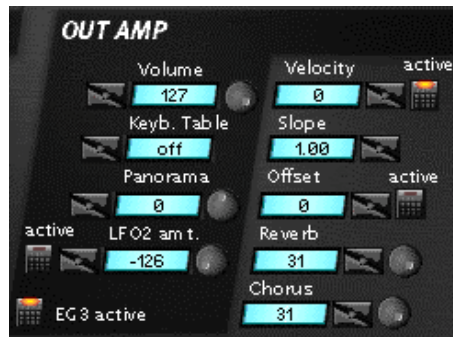 OUT AMP
Volume
127
Keyb. Table
off
Panorama
0
active
LFO2 amt.
-126
EG3 active
Velocity
active
0
Slope
1.00
Offset
active
0
Reverb
31
Chorus
31